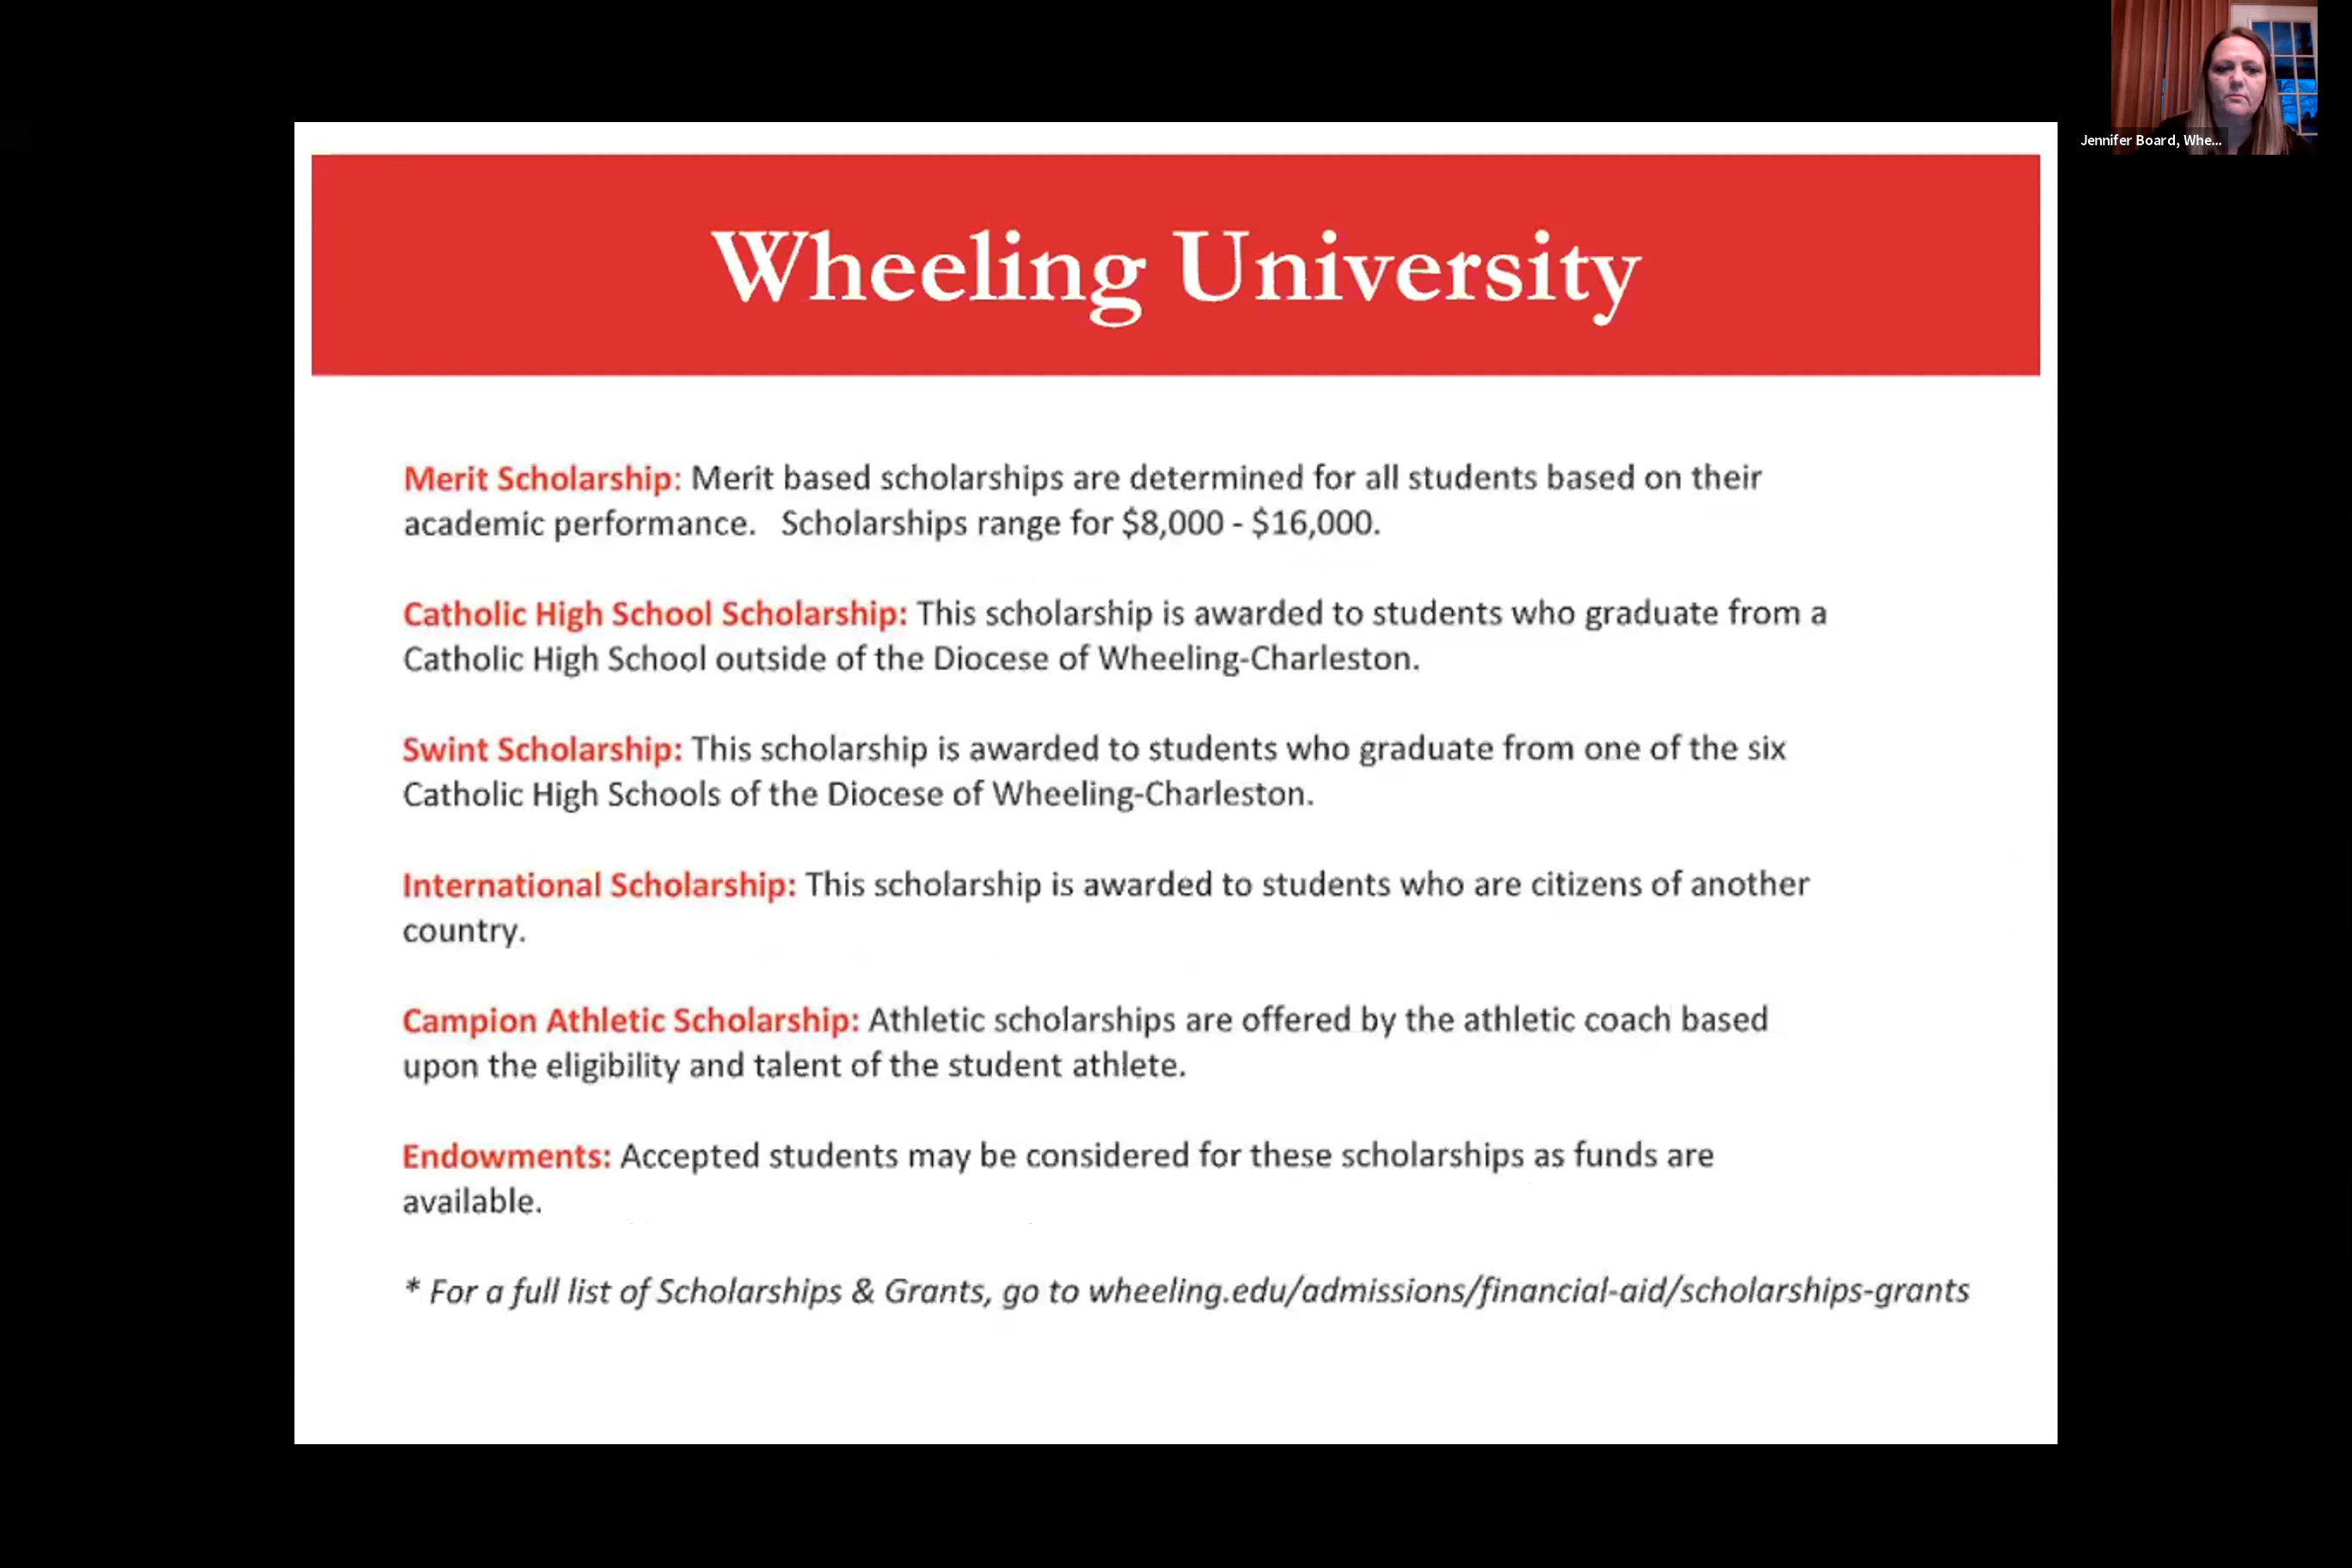 Jennifer Board, Whe...
Wheeling University
Merit Scholarship: Merit based scholarships are determined for all students based on their
academic performance.   Scholarships range for $8,000 - $16,000.
Catholic High School Scholarship: This scholarship is awarded to students who graduate from a
Catholic High School outside of the Diocese of Wheeling-Charleston.
Swint Scholarship: This scholarship is awarded to students who graduate from one of the six
Catholic High Schools of the Diocese of Wheeling-Charleston.
International Scholarship: This scholarship is awarded to students who are citizens of another
country.
Campion Athletic Scholarship: Athletic scholarships are offered by the athletic coach based
upon the eligibility and talent of the student athlete.
Endowments: Accepted students may be considered for these scholarships as funds are
available.
* For a full list of Scholarships & Grants, go to wheeling.edu/admissions/financial-aid/scholarships-grants